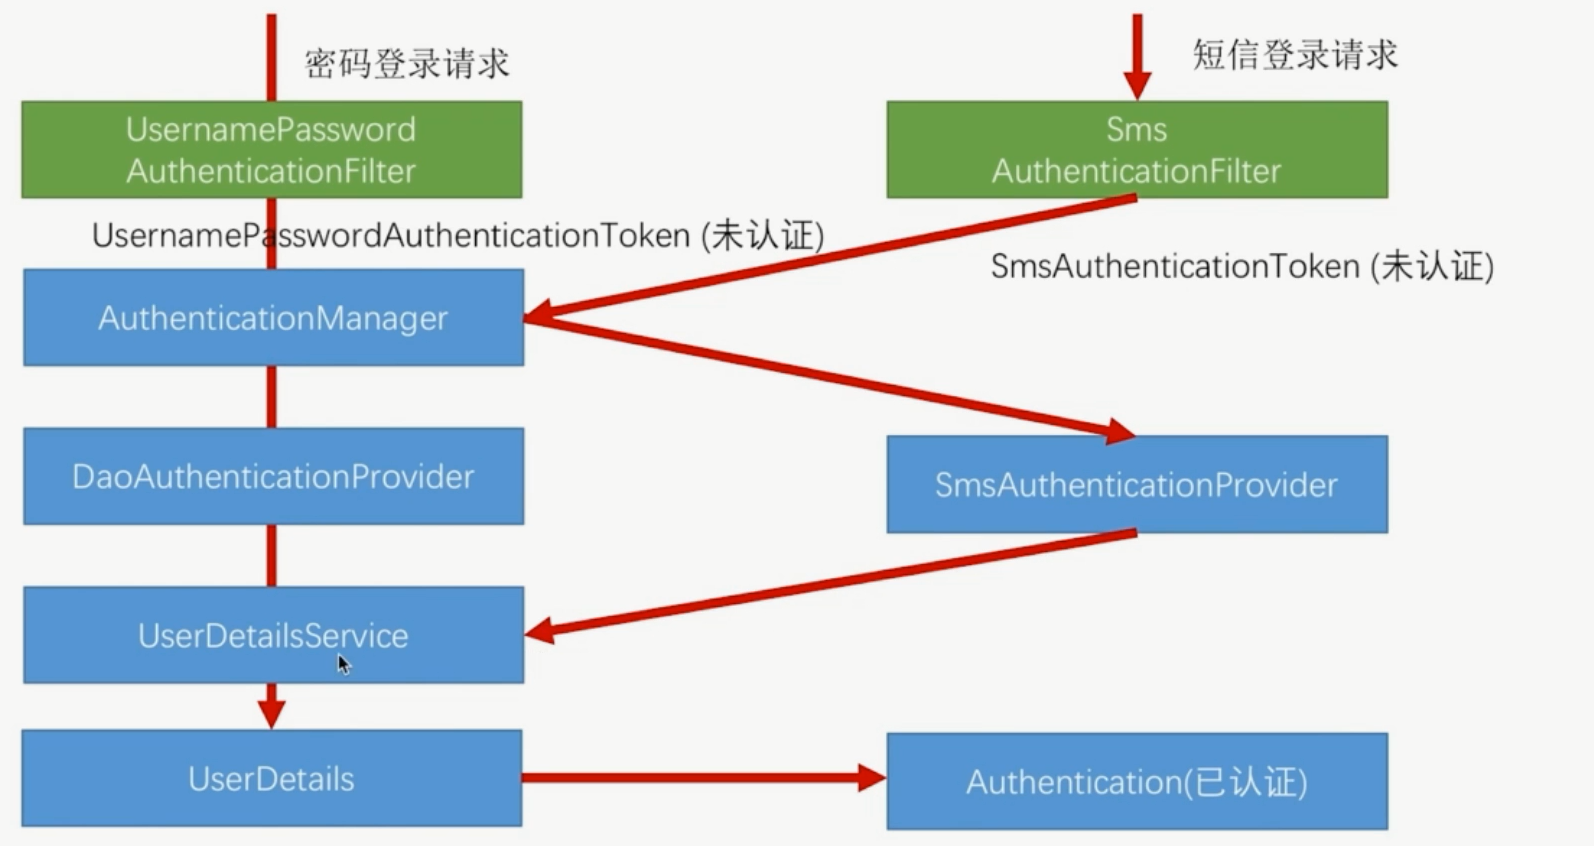 密码登录请求
短信登录请求
UsernamePassword
AuthenticationFilter
Sms
AuthenticationFilter
UsernamePasswordAuthenticationToken (未认证)
SmsAuthenticationToken (未认证)
AuthenticationManager
DaoAuthenticationProvider
SmsAuthenticationProvider
UserDetailsService
UserDetails
Authentication(已认证)